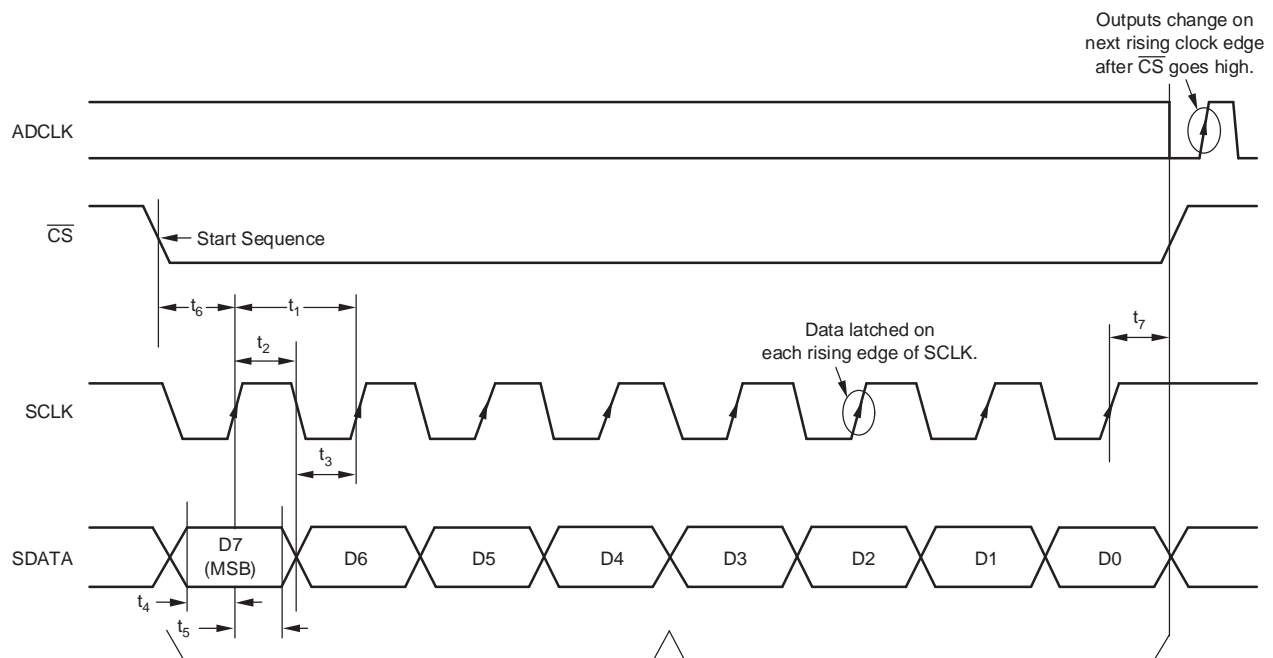 Outputs change on
next rising clock edge
after C̅S̅ goes high.
ADCLK
C̅S̅
Start Sequence
t₆
t₁
t₂
Data latched on
each rising edge of SCLK.
t₇
SCLK
t₃
SDATA
D7
(MSB)
D6
D5
D4
D3
D2
D1
D0
t₄
t₅